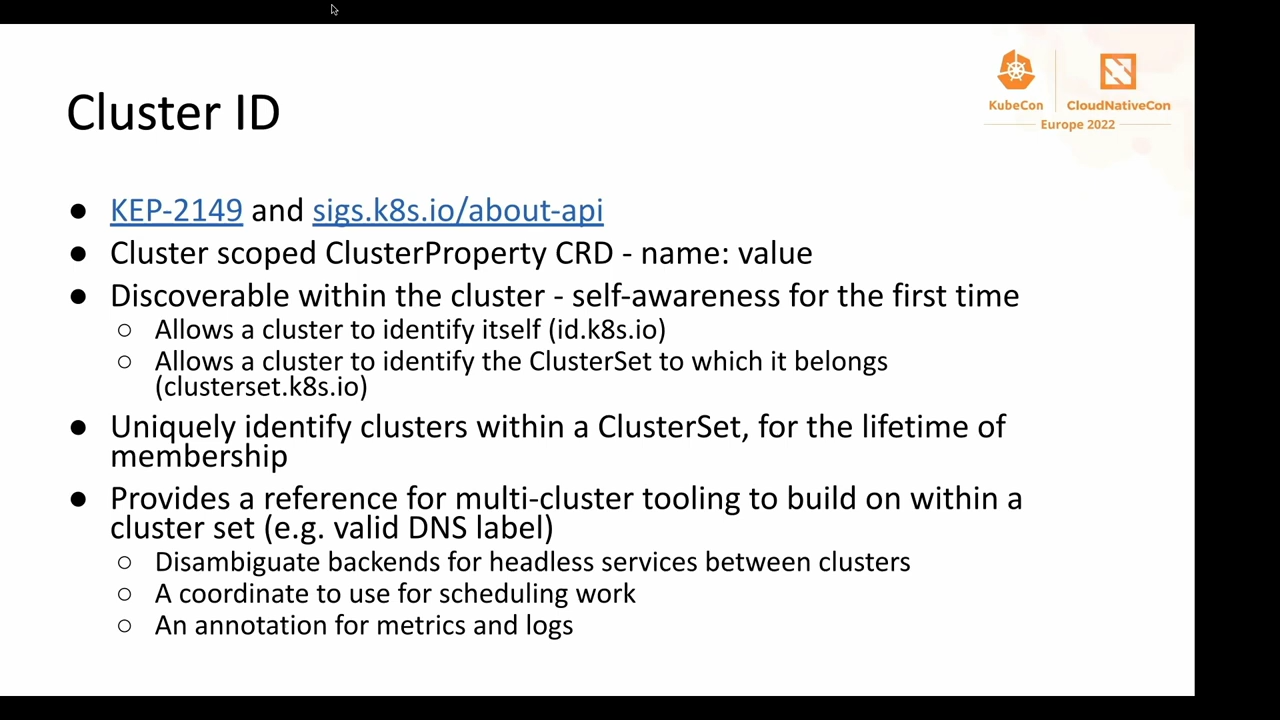 KubeCon
CloudNativeCon
Europe 2022
Cluster ID
● KEP-2149 and sigs.k8s.io/about-api
● Cluster scoped ClusterProperty CRD - name: value
● Discoverable within the cluster - self-awareness for the first time
○ Allows a cluster to identify itself (id.k8s.io)
○ Allows a cluster to identify the ClusterSet to which it belongs
(clusterset.k8s.io)
● Uniquely identify clusters within a ClusterSet, for the lifetime of
membership
● Provides a reference for multi-cluster tooling to build on within a
cluster set (e.g. valid DNS label)
○ Disambiguate backends for headless services between clusters
○ A coordinate to use for scheduling work
○ An annotation for metrics and logs